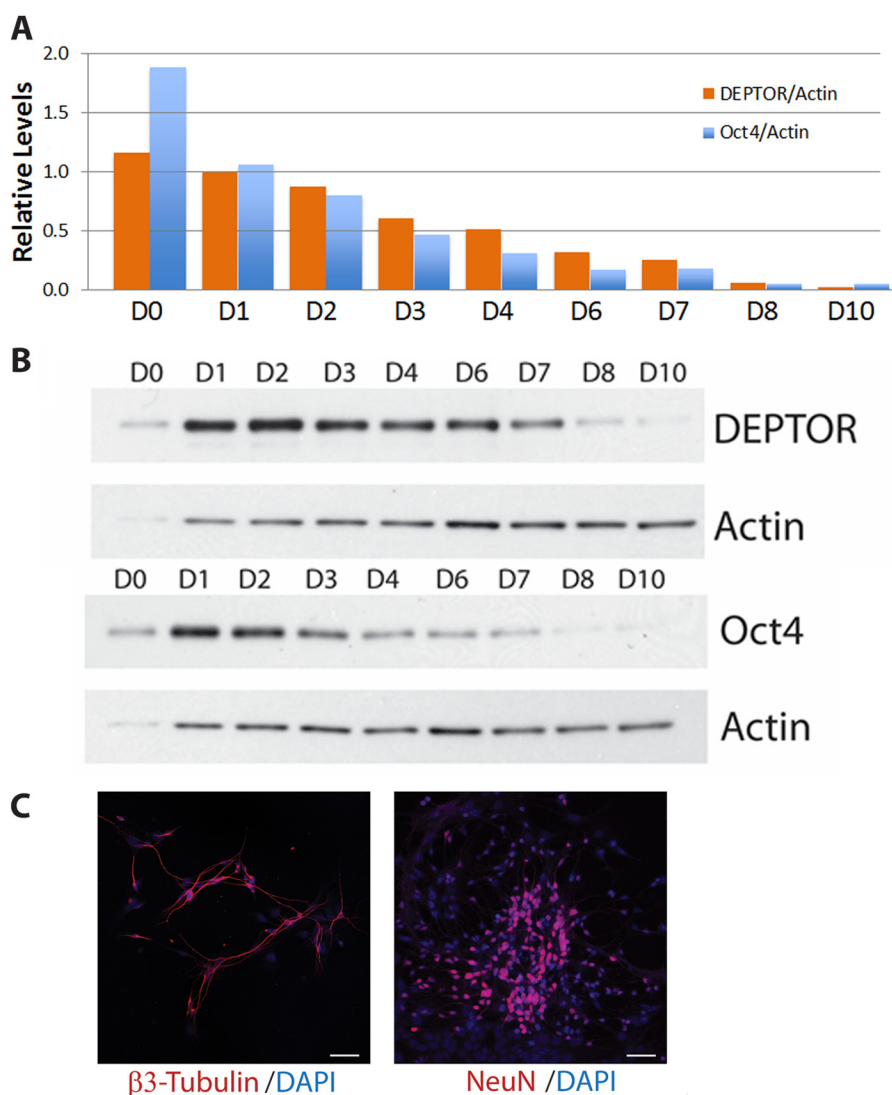 A
Relative Levels
2.0
1.5
1.0
0.5
0.0
DEPTOR/Actin
Oct4/Actin
D0 D1 D2 D3 D4 D6 D7 D8 D10
B
D0 D1 D2 D3 D4 D6 D7 D8 D10
DEPTOR
Actin
D0 D1 D2 D3 D4 D6 D7 D8 D10
Oct4
Actin
C
β3-Tubulin /DAPI
NeuN /DAPI